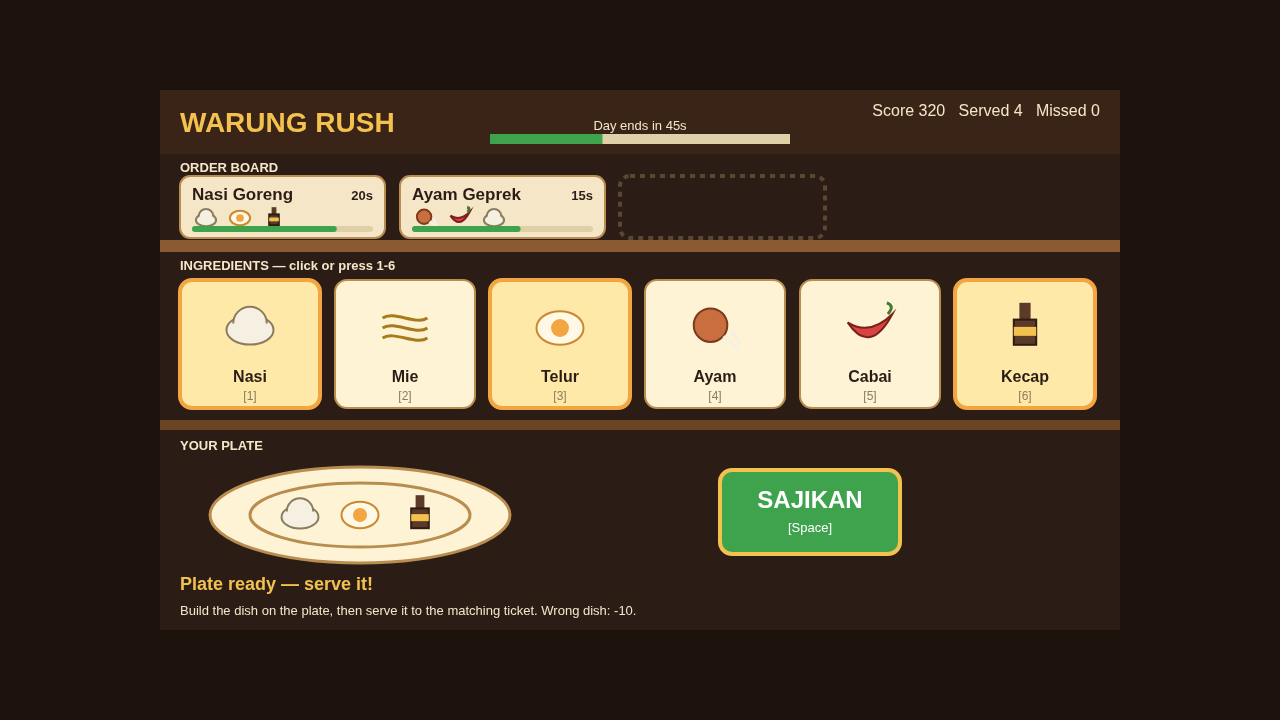 WARUNG RUSH
Day ends in 45s
Score 320 Served 4 Missed 0
ORDER BOARD
Nasi Goreng 20s
Ayam Geprek 15s
INGREDIENTS — click or press 1-6
Nasi
[1]
Mie
[2]
Telur
[3]
Ayam
[4]
Cabai
[5]
Kecap
[6]
YOUR PLATE
SAJIKAN
[Space]
Plate ready — serve it!
Build the dish on the plate, then serve it to the matching ticket. Wrong dish: -10.